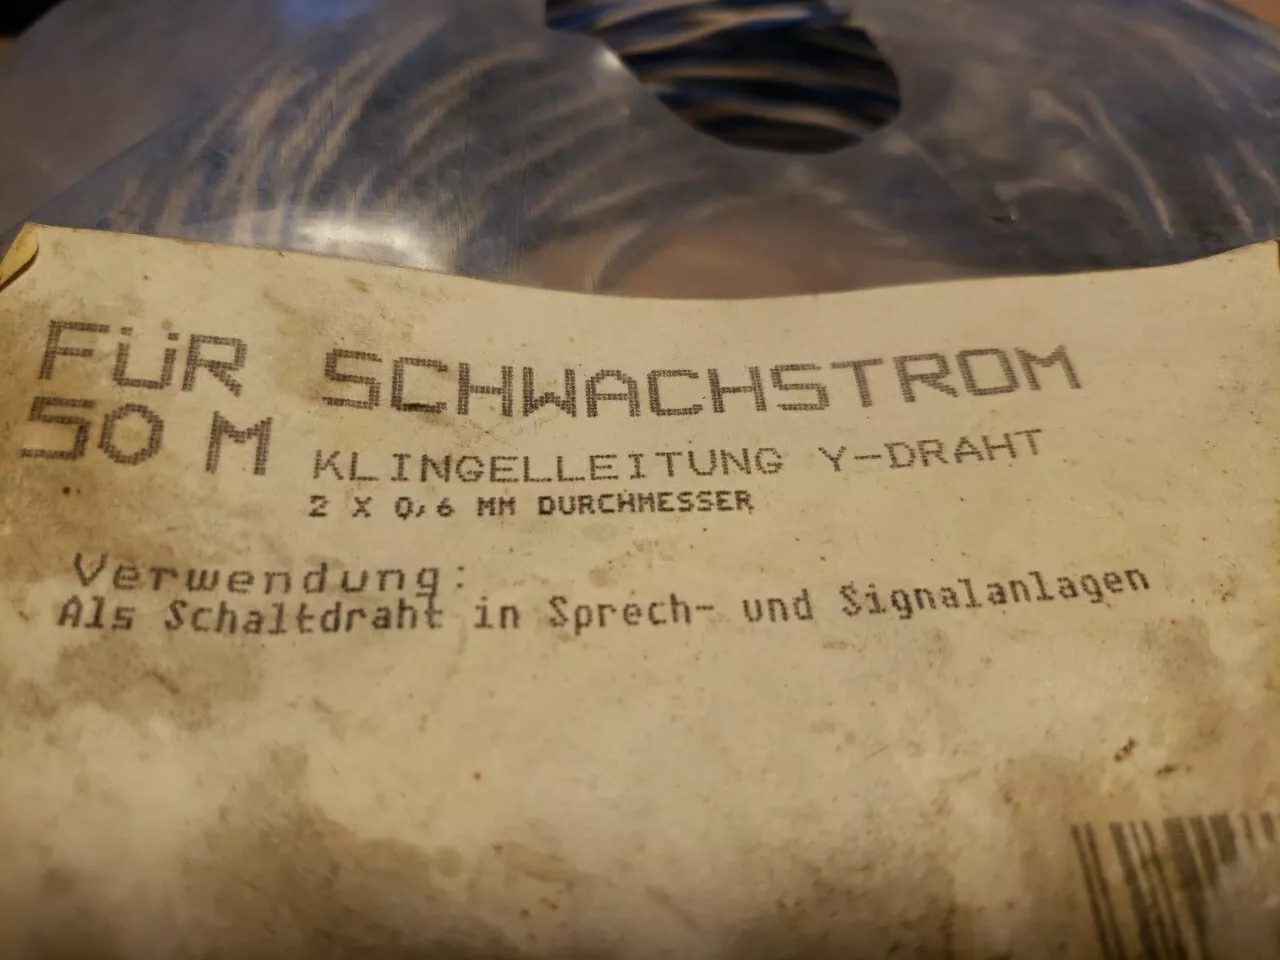 FÜR SCHWACHSTROM
50 M KLINGELLEITUNG Y-DRAHT
2 X 0,6 MM DURCHMESSER
Verwendung:
Als Schaltdraht in Sprech- und Signalanlagen